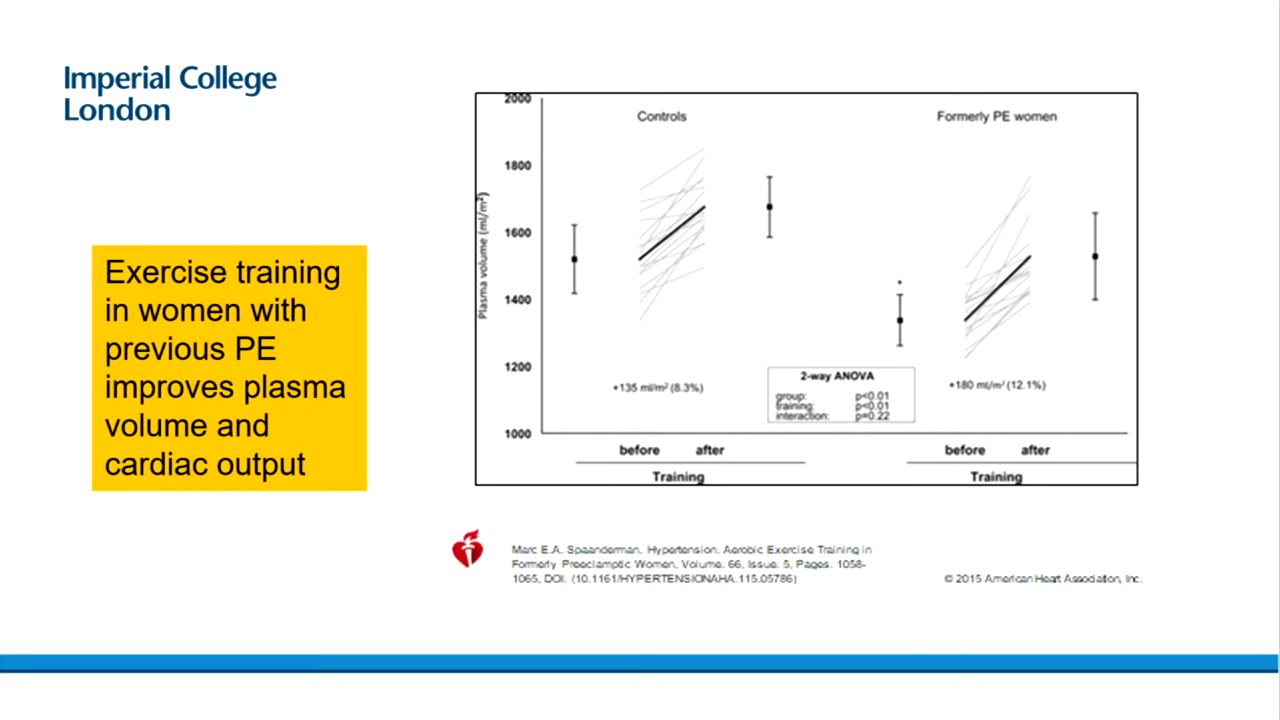 Imperial College
London
Exercise training
in women with
previous PE
improves plasma
volume and
cardiac output
Plasma volume (ml/m²)
2000
1800
1600
1400
1200
1000
Controls
Formerly PE women
*
+135 ml/m² (8.3%)
+180 ml/m² (12.1%)
2-way ANOVA
group: p<0.01
training: p<0.01
interaction: p=0.22
before after
before after
Training
Training
Marc E.A. Spaanderman. Hypertension. Aerobic Exercise Training in
Formerly Preeclamptic Women, Volume: 66, Issue: 5, Pages: 1058-
1065, DOI: (10.1161/HYPERTENSIONAHA.115.05786)
© 2015 American Heart Association, Inc.